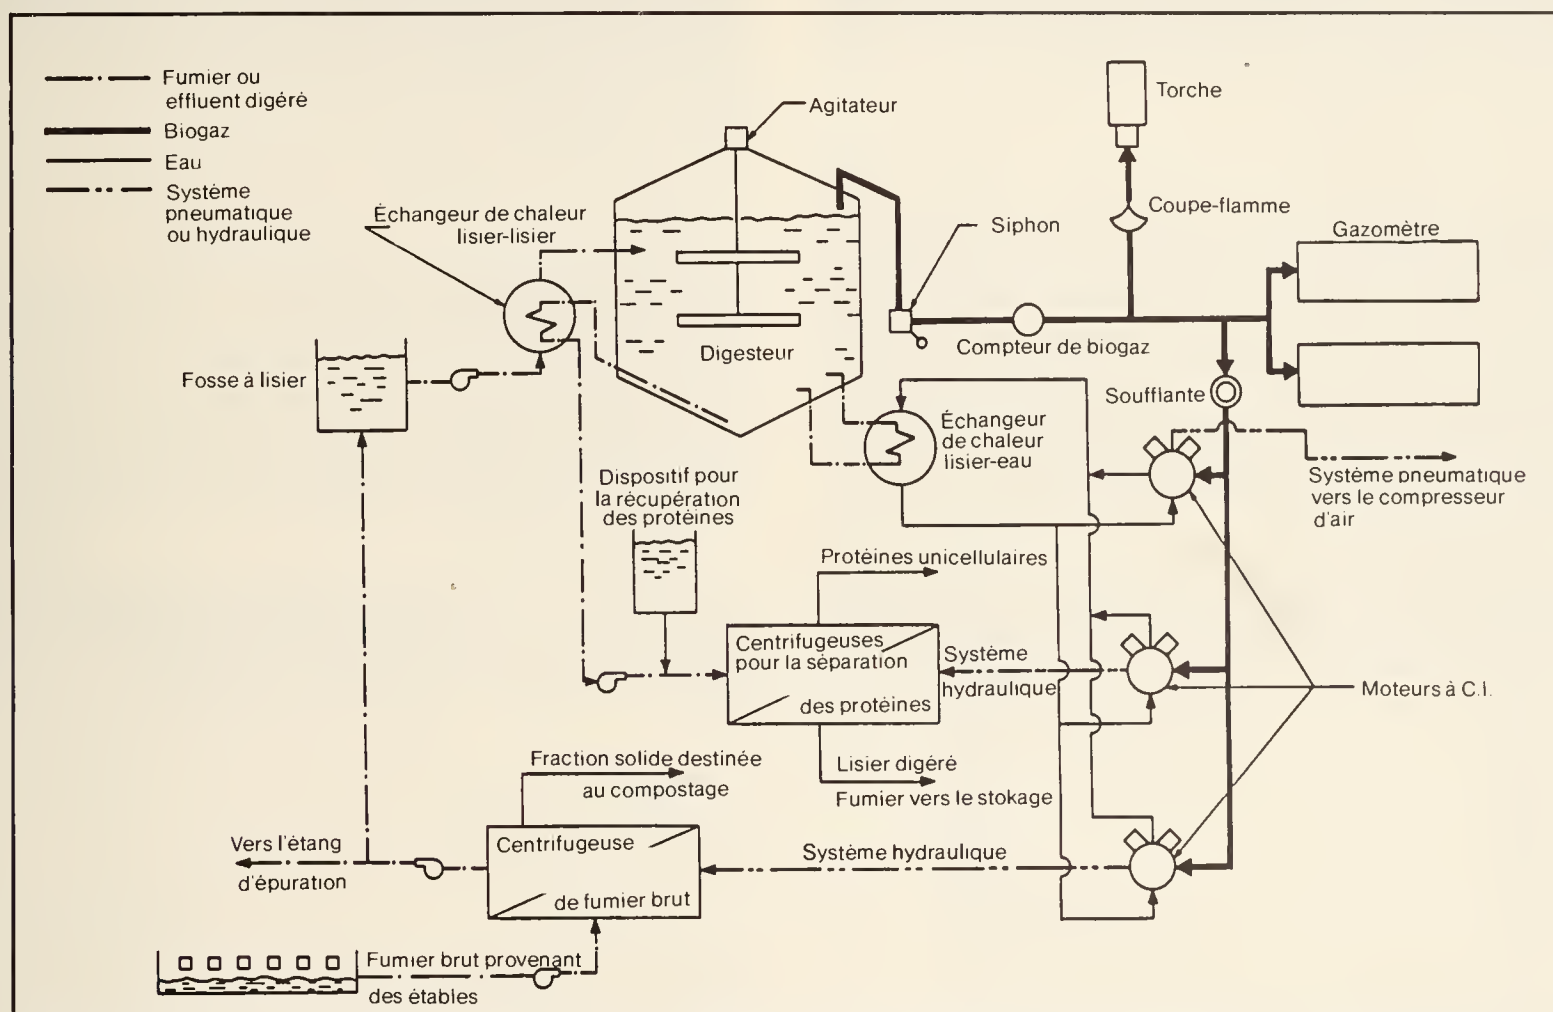 Fumier ou
effluent digéré
Biogaz
Eau
Système
pneumatique
ou hydraulique
Agitateur
Torche
Échangeur de chaleur
lisier-lisier
Coupe-flamme
Siphon
Gazomètre
Digesteur
Compteur de biogaz
Fosse à lisier
Soufflante
Échangeur
de chaleur
lisier-eau
Dispositif pour
la récupération
des protéines
Système pneumatique
vers le compresseur
d'air
Protéines unicellulaires
Centrifugeuses
pour la séparation
des protéines
Système
hydraulique
Moteurs à C.I.
Fraction solide destinée
au compostage
Lisier digéré
Fumier vers le stokage
Vers l'étang
d'épuration
Centrifugeuse
de fumier brut
Système hydraulique
Fumier brut provenant
des étables